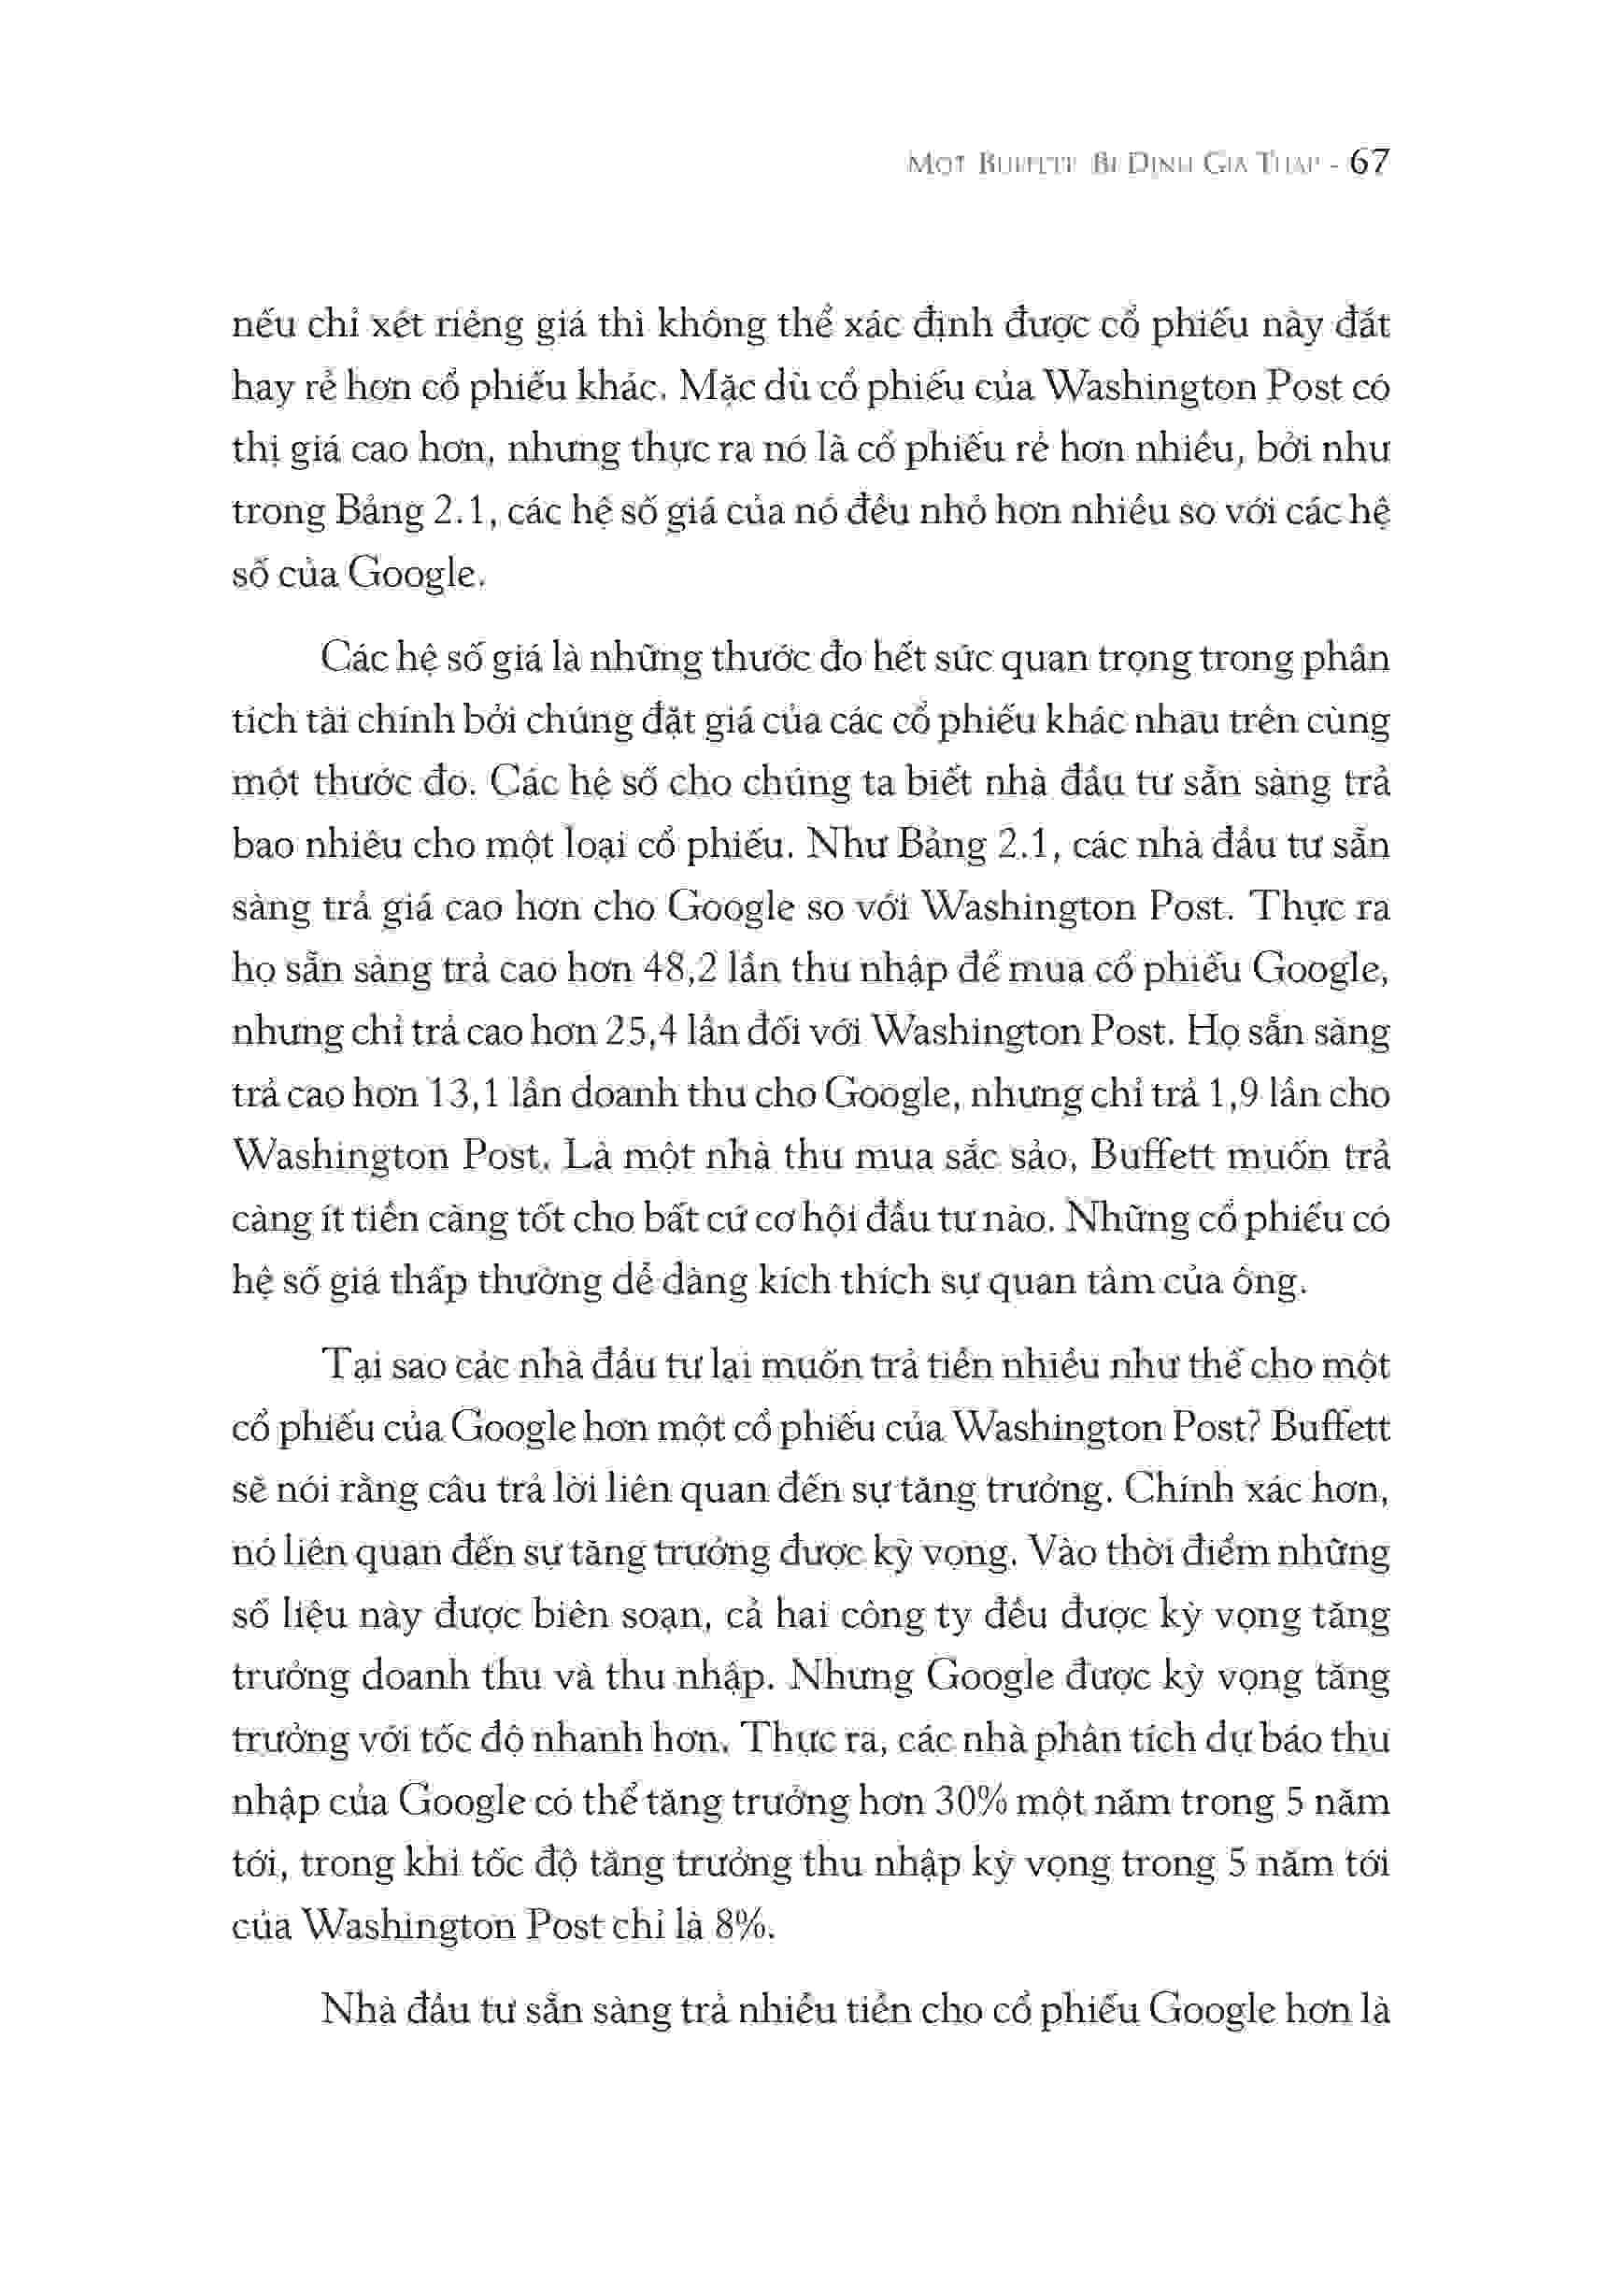 MỘT BUFFETT BỊ ĐỊNH GIÁ THẤP - 67
nếu chỉ xét riêng giá thì không thể xác định được cổ phiếu này đắt
hay rẻ hơn cổ phiếu khác. Mặc dù cổ phiếu của Washington Post có
thị giá cao hơn, nhưng thực ra nó là cổ phiếu rẻ hơn nhiều, bởi như
trong Bảng 2.1, các hệ số giá của nó đều nhỏ hơn nhiều so với các hệ
số của Google.
Các hệ số giá là những thước đo hết sức quan trọng trong phân
tích tài chính bởi chúng đặt giá của các cổ phiếu khác nhau trên cùng
một thước đo. Các hệ số cho chúng ta biết nhà đầu tư sẵn sàng trả
bao nhiêu cho một loại cổ phiếu. Như Bảng 2.1, các nhà đầu tư sẵn
sàng trả giá cao hơn cho Google so với Washington Post. Thực ra
họ sẵn sàng trả cao hơn 48,2 lần thu nhập để mua cổ phiếu Google,
nhưng chỉ trả cao hơn 25,4 lần đối với Washington Post. Họ sẵn sàng
trả cao hơn 13,1 lần doanh thu cho Google, nhưng chỉ trả 1,9 lần cho
Washington Post. Là một nhà thu mua sắc sảo, Buffett muốn trả
càng ít tiền càng tốt cho bất cứ cơ hội đầu tư nào. Những cổ phiếu có
hệ số giá thấp thường dễ dàng kích thích sự quan tâm của ông.
Tại sao các nhà đầu tư lại muốn trả tiền nhiều như thế cho một
cổ phiếu của Google hơn một cổ phiếu của Washington Post? Buffett
sẽ nói rằng câu trả lời liên quan đến sự tăng trưởng. Chính xác hơn,
nó liên quan đến sự tăng trưởng được kỳ vọng. Vào thời điểm những
số liệu này được biên soạn, cả hai công ty đều được kỳ vọng tăng
trưởng doanh thu và thu nhập. Nhưng Google được kỳ vọng tăng
trưởng với tốc độ nhanh hơn. Thực ra, các nhà phân tích dự báo thu
nhập của Google có thể tăng trưởng hơn 30% một năm trong 5 năm
tới, trong khi tốc độ tăng trưởng thu nhập kỳ vọng trong 5 năm tới
của Washington Post chỉ là 8%.
Nhà đầu tư sẵn sàng trả nhiều tiền cho cổ phiếu Google hơn là